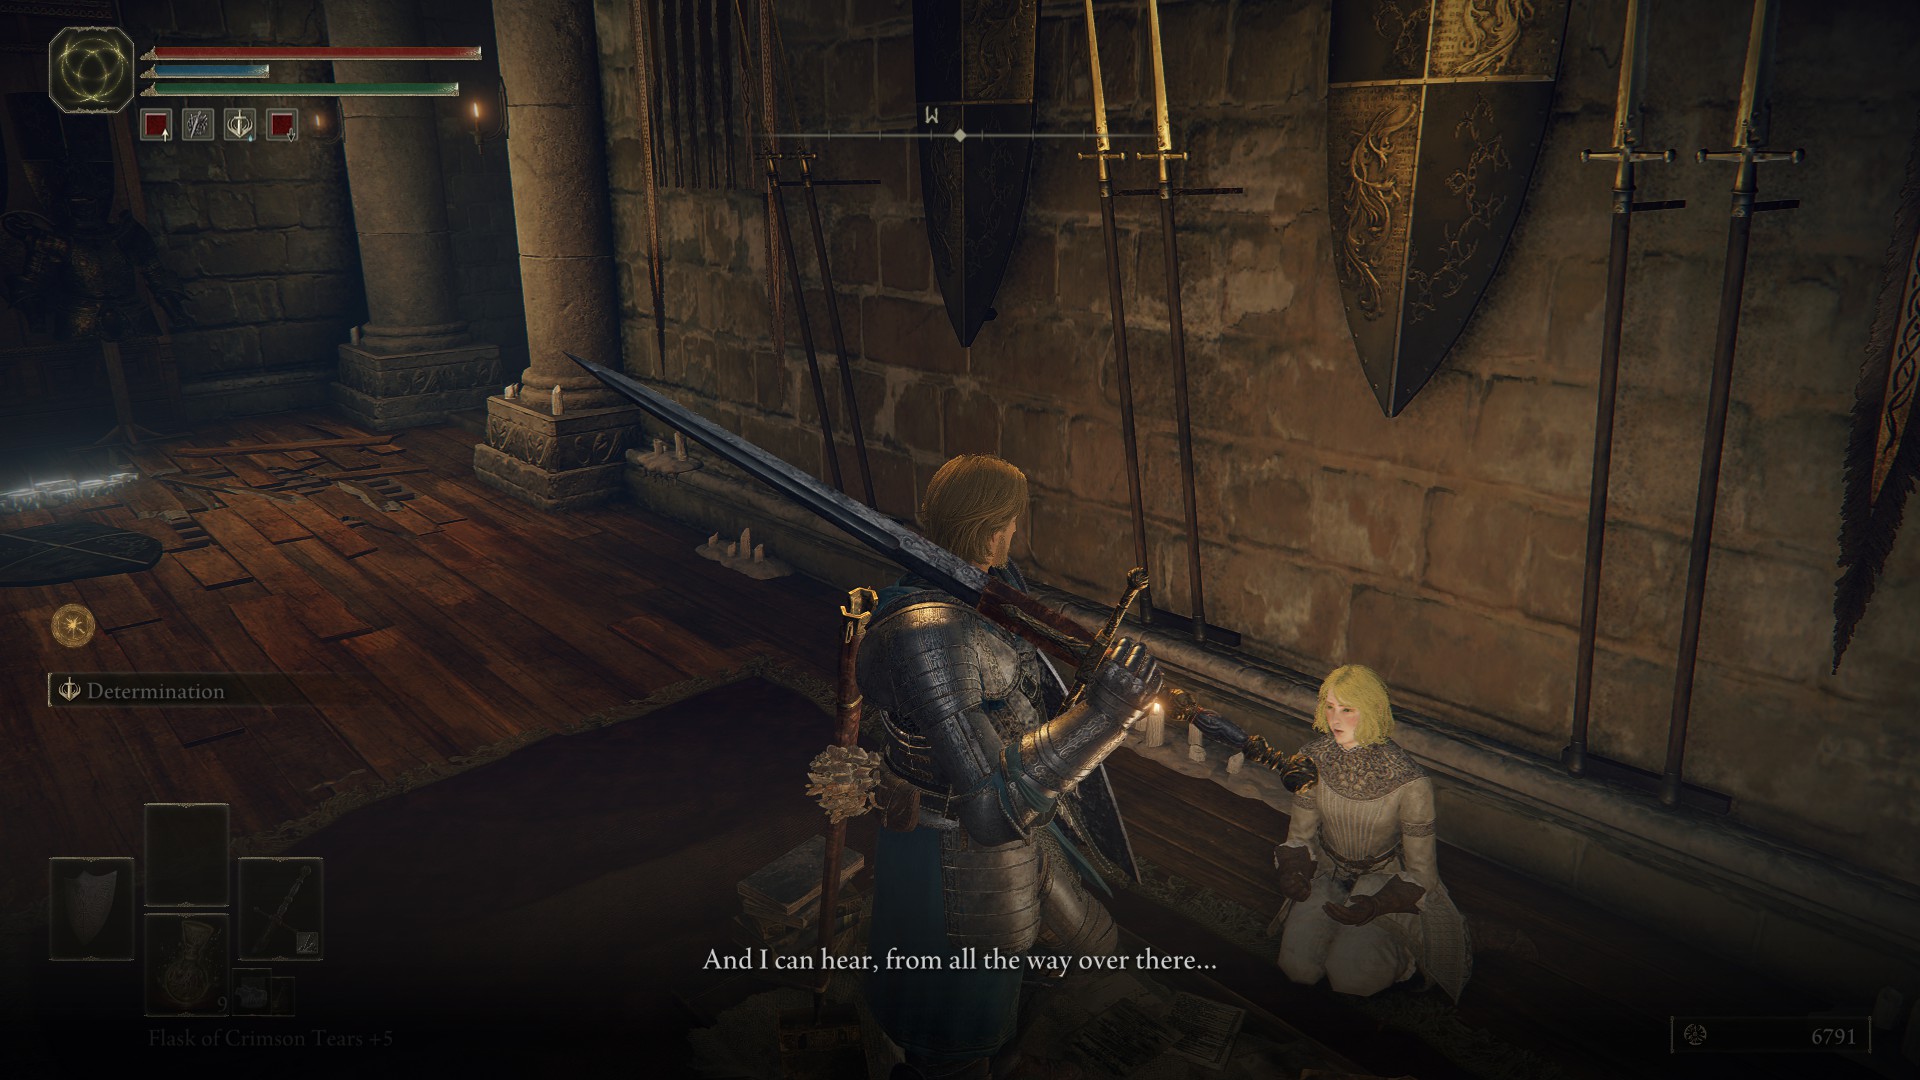 W
Determination
And I can hear, from all the way over there...
9
Flask of Crimson Tears +5
6791